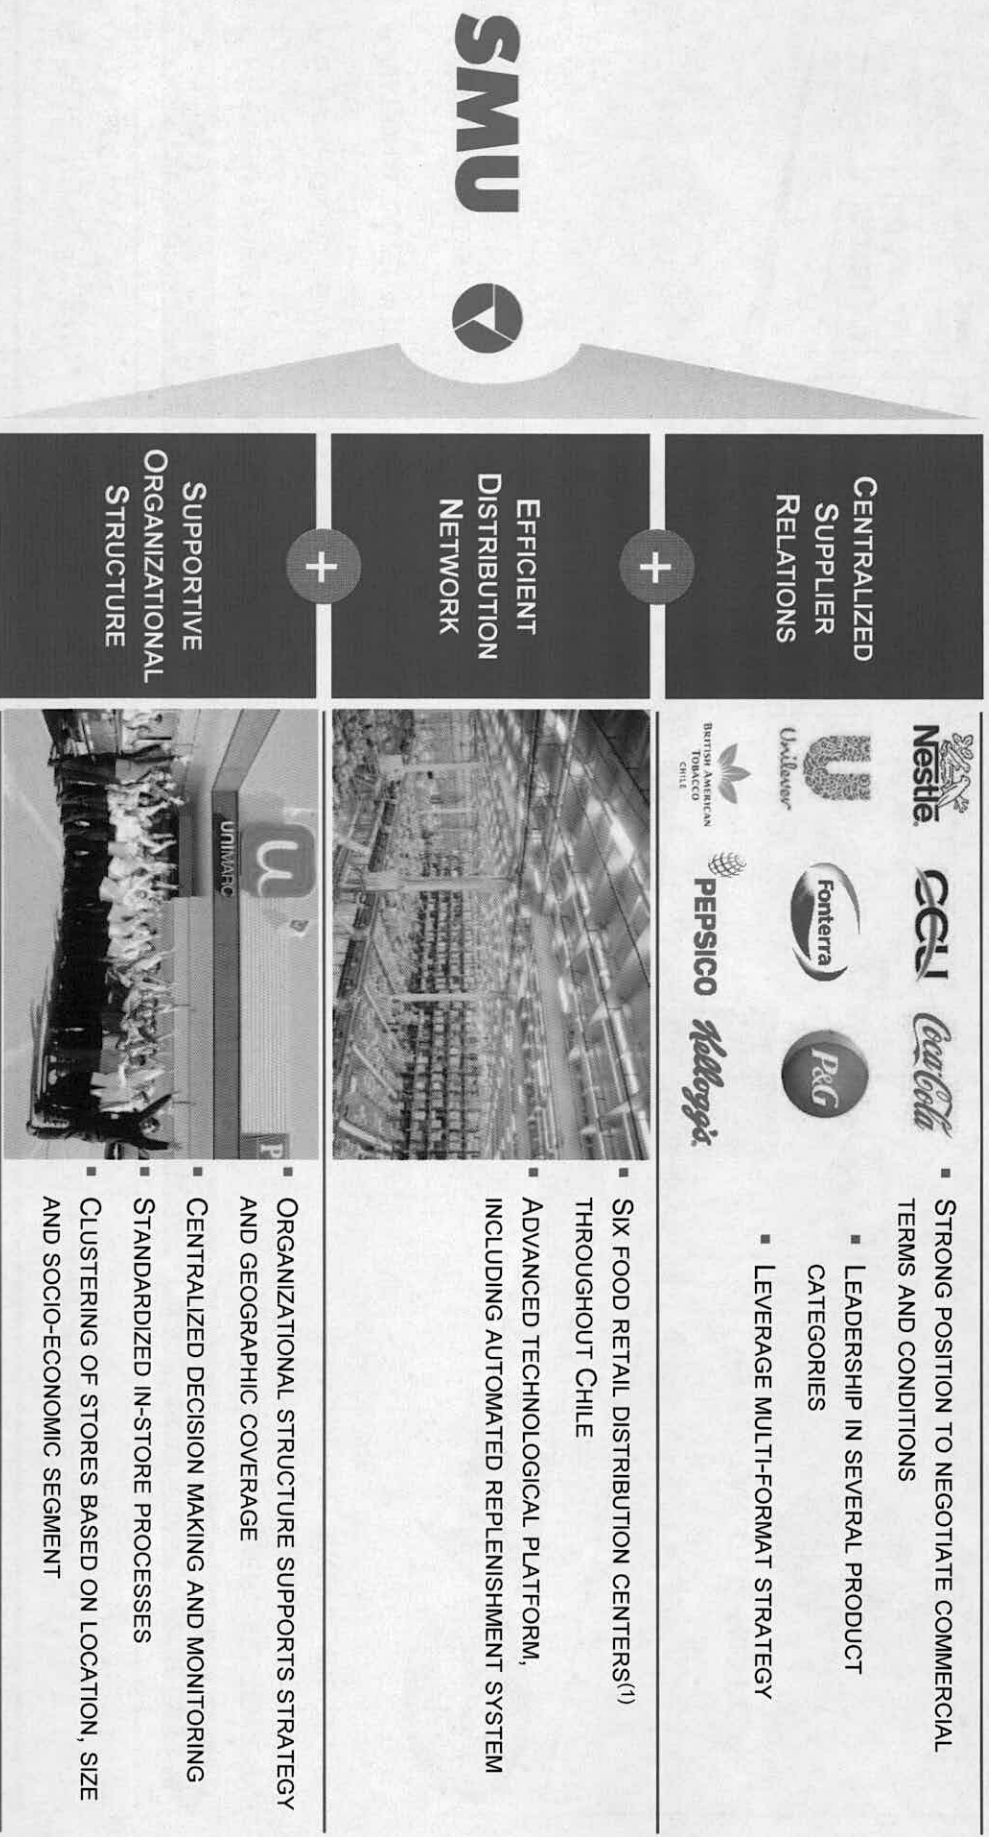 SMU
CENTRALIZED
SUPPLIER
RELATIONS
Nestlé
CCU
Coca-Cola
Unilever
Fonterra
P&G
BRITISH AMERICAN
TOBACCO
CHILE
PEPSICO
Kellogg's
▪ STRONG POSITION TO NEGOTIATE COMMERCIAL
TERMS AND CONDITIONS
▪ LEADERSHIP IN SEVERAL PRODUCT
CATEGORIES
▪ LEVERAGE MULTI-FORMAT STRATEGY
+
EFFICIENT
DISTRIBUTION
NETWORK
▪ SIX FOOD RETAIL DISTRIBUTION CENTERS(1)
THROUGHOUT CHILE
▪ ADVANCED TECHNOLOGICAL PLATFORM,
INCLUDING AUTOMATED REPLENISHMENT SYSTEM
+
SUPPORTIVE
ORGANIZATIONAL
STRUCTURE
u
UNIMARC
P
▪ ORGANIZATIONAL STRUCTURE SUPPORTS STRATEGY
AND GEOGRAPHIC COVERAGE
▪ CENTRALIZED DECISION MAKING AND MONITORING
▪ STANDARDIZED IN-STORE PROCESSES
▪ CLUSTERING OF STORES BASED ON LOCATION, SIZE
AND SOCIO-ECONOMIC SEGMENT